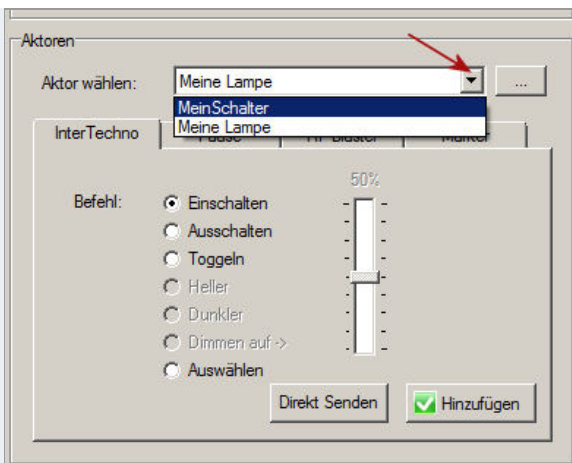 Aktoren
Aktor wählen: Meine Lampe ...
MeinSchalter
Meine Lampe
InterTechno
50%
Befehl: Einschalten
Ausschalten
Toggeln
Heller
Dunkler
Dimmen auf ->
Auswählen
Direkt Senden Hinzufügen